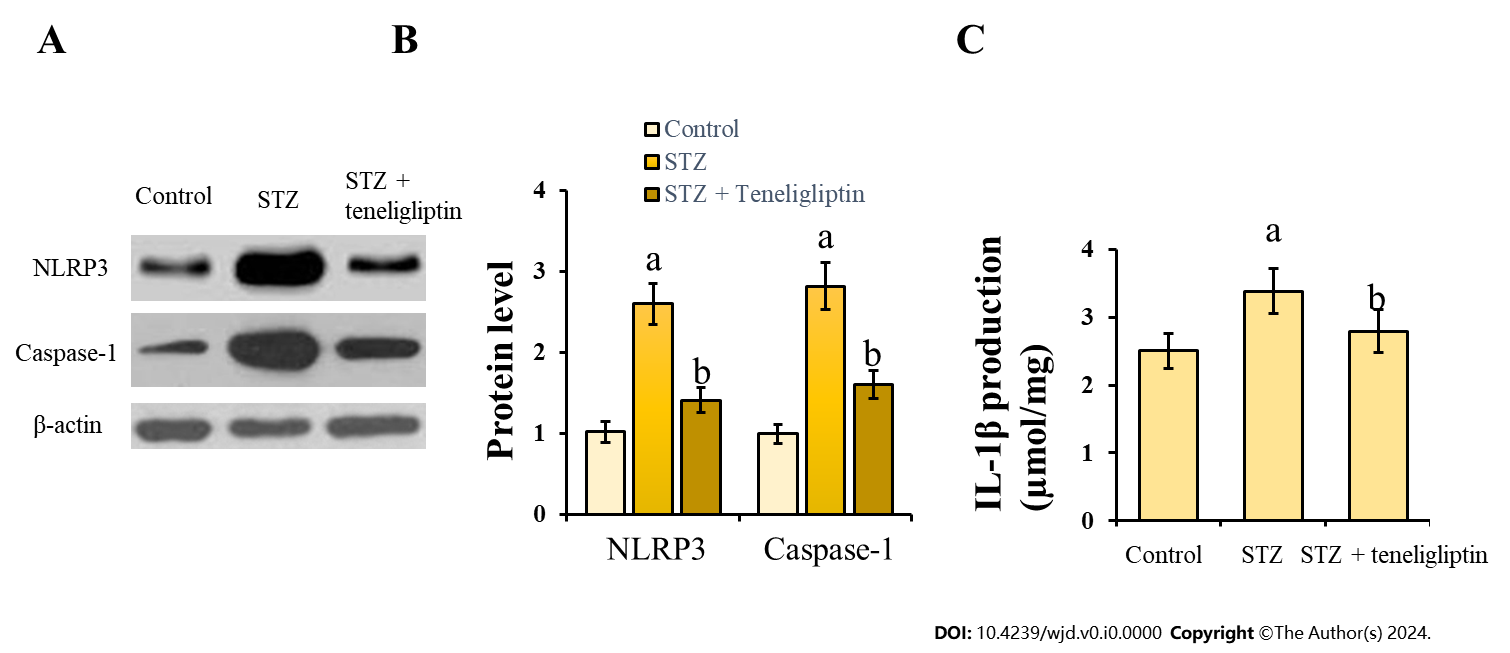 A
B
C
Control
STZ
STZ +
teneligliptin
NLRP3
Caspase-1
β-actin
Control
STZ
STZ + Teneligliptin
Protein level
4
3
2
1
0
a
b
a
b
NLRP3
Caspase-1
IL-1β production
(μmol/mg)
4
3
2
1
0
a
b
Control
STZ
STZ + teneligliptin
DOI: 10.4239/wjd.v0.i0.0000 Copyright ©The Author(s) 2024.